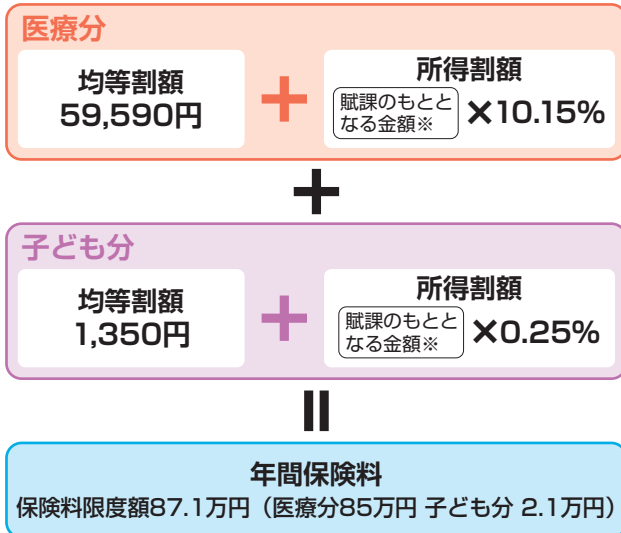 医療分
均等割額
59,590円
+
所得割額
賦課のもとと
なる金額※
×10.15%
+
子ども分
均等割額
1,350円
+
所得割額
賦課のもとと
なる金額※
×0.25%
=
年間保険料
保険料限度額87.1万円（医療分85万円 子ども分 2.1万円）